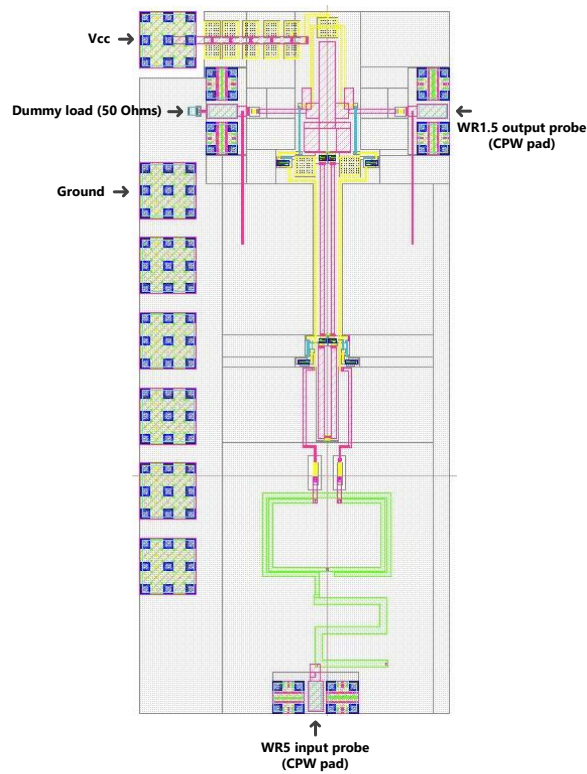 Vcc
Dummy load (50 Ohms)
WR1.5 output probe
(CPW pad)
Ground
WR5 input probe
(CPW pad)